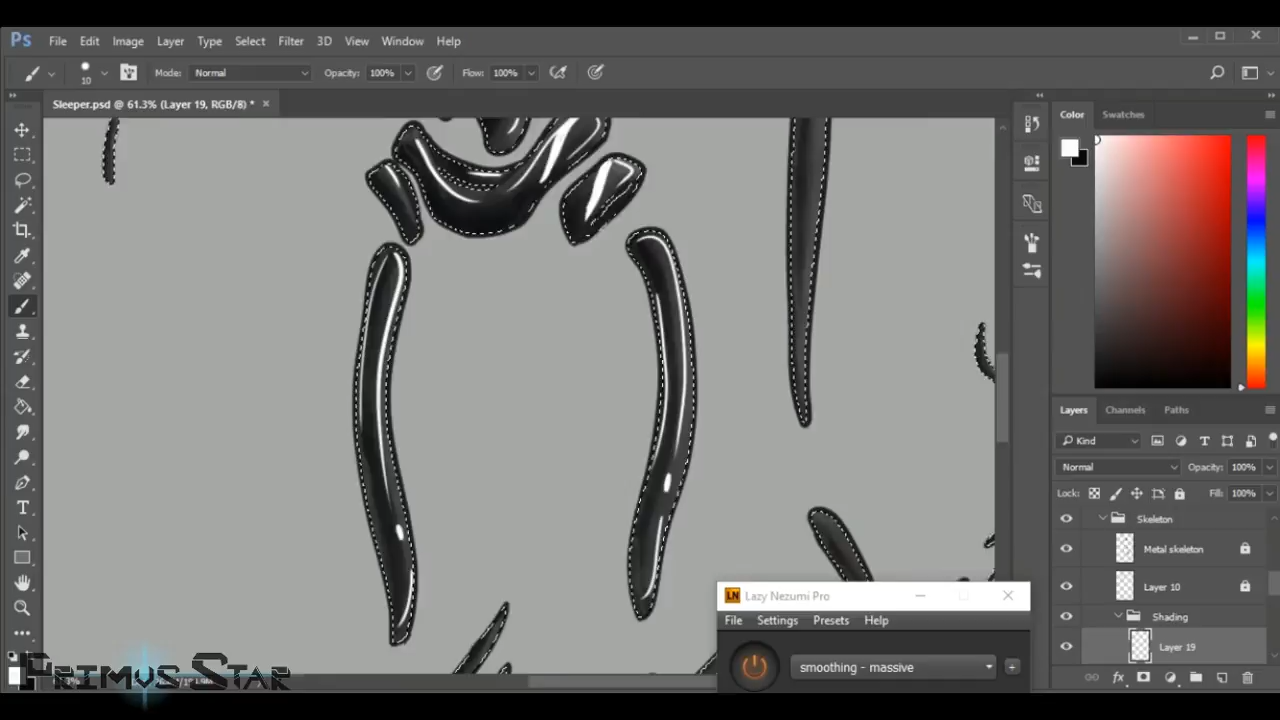 Ps File Edit Image Layer Type Select Filter 3D View Window Help
10 Mode: Normal Opacity: 100% Flow: 100%
Sleeper.psd @ 61.3% (Layer 19, RGB/8) *
Color Swatches
Layers Channels Paths
Kind
Normal Opacity: 100%
Lock: Fill: 100%
Skeleton
Metal skeleton
Layer 10
Shading
Layer 19
fx
LN Lazy Nezumi Pro
File Settings Presets Help
smoothing - massive
Primus Star